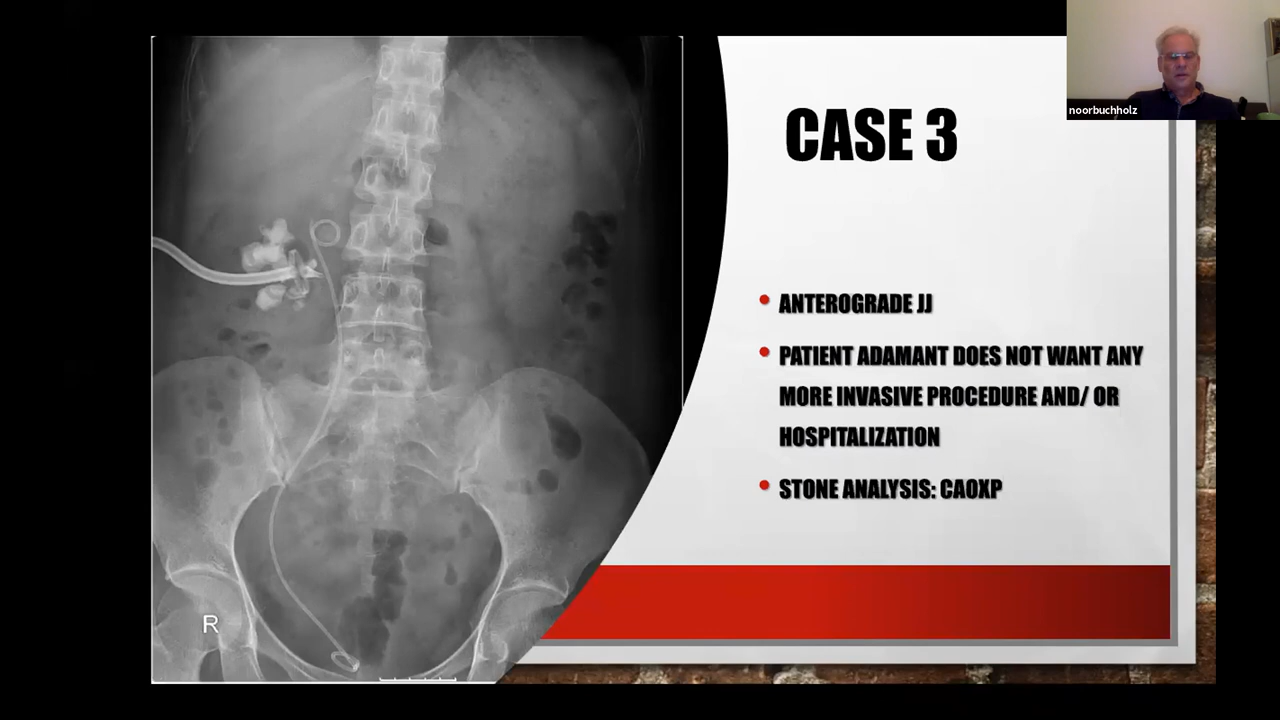 noorbuchholz
CASE 3
ANTEROGRADE JJ
PATIENT ADAMANT DOES NOT WANT ANY
MORE INVASIVE PROCEDURE AND/ OR
HOSPITALIZATION
STONE ANALYSIS: CAOXP
R